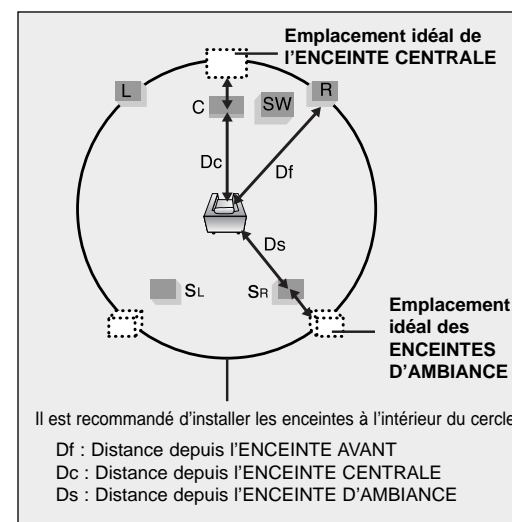 Emplacement idéal de
l'ENCEINTE CENTRALE
L
R
C
SW
Dc
Df
Ds
SL
SR
Emplacement
idéal des
ENCEINTES
D'AMBIANCE
Il est recommandé d'installer les enceintes à l'intérieur du cercle
Df : Distance depuis l'ENCEINTE AVANT
Dc : Distance depuis l'ENCEINTE CENTRALE
Ds : Distance depuis l'ENCEINTE D'AMBIANCE